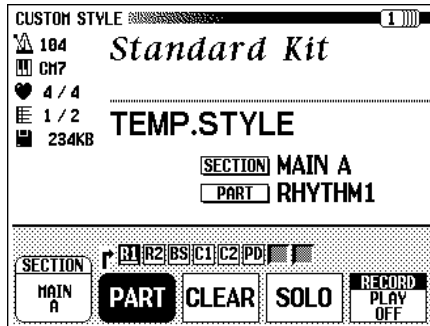 CUSTOM STYLE 1
104
CM7
4/4
1/2
234KB
Standard Kit
TEMP.STYLE
SECTION MAIN A
PART RHYTHM1
R1 R2 BS C1 C2 PD
SECTION
MAIN
A
PART
CLEAR
SOLO
RECORD
PLAY
OFF